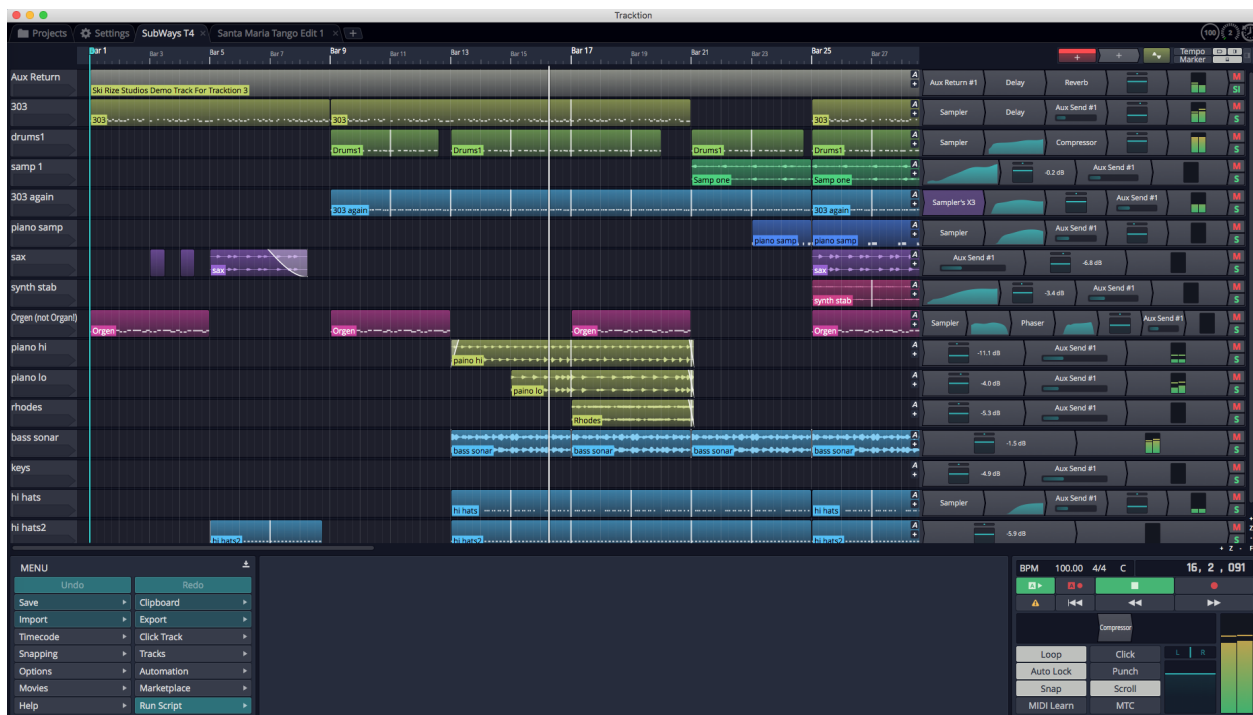 Tracktion
Projects Settings SubWays T4 × Santa Maria Tango Edit 1 × +
(100) (2)
Bar 1 Bar 3 Bar 5 Bar 7 Bar 9 Bar 11 Bar 13 Bar 15 Bar 17 Bar 19 Bar 21 Bar 23 Bar 25 Bar 27 + + Tempo Marker
Aux Return A + Aux Return #1 Delay Reverb M SI
Ski Rize Studios Demo Track For Tracktion 3
303 303 303 303 A + Sampler Delay Aux Send #1 M S
drums1 Drums1 Drums1 Drums1 Drums1 A + Sampler Compressor M S
samp 1 Samp one Samp one A + -0.2 dB Aux Send #1 M S
303 again 303 again 303 again A + Sampler's X3 Aux Send #1 M S
piano samp piano samp piano samp A + Sampler Aux Send #1 M S
sax sax sax A + Aux Send #1 -6.8 dB M S
synth stab synth stab A + -3.4 dB Aux Send #1 M S
Orgen (not Organ!) Orgen Orgen Orgen Orgen A + Sampler Phaser Aux Send #1 M S
piano hi paino hi A + -11.1 dB Aux Send #1 M S
piano lo paino lo A + -4.0 dB Aux Send #1 M S
rhodes Rhodes A + -5.3 dB Aux Send #1 M S
bass sonar bass sonar bass sonar bass sonar bass sonar A + -1.5 dB M S
keys A + -4.9 dB Aux Send #1 M S
hi hats hi hats hi hats A + Sampler Aux Send #1 M S
hi hats2 hi hats2 hi hats2 hi hats2 A + -5.9 dB M S
+ Z - F
MENU
Undo Redo
Save Clipboard
Import Export
Timecode Click Track
Snapping Tracks
Options Automation
Movies Marketplace
Help Run Script
BPM 100.00 4/4 C 16, 2 , 091
A A
Compressor
Loop Click L R
Auto Lock Punch
Snap Scroll
MIDI Learn MTC